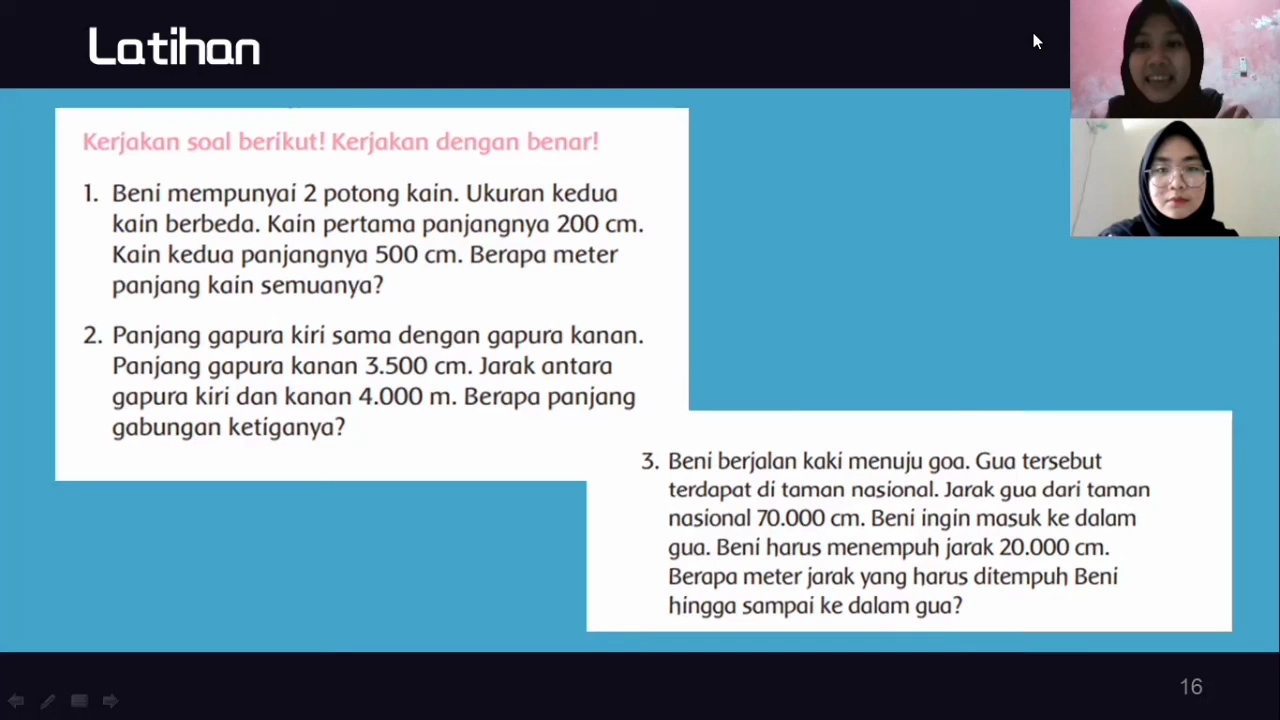 Latihan
Kerjakan soal berikut! Kerjakan dengan benar!
1. Beni mempunyai 2 potong kain. Ukuran kedua
kain berbeda. Kain pertama panjangnya 200 cm.
Kain kedua panjangnya 500 cm. Berapa meter
panjang kain semuanya?
2. Panjang gapura kiri sama dengan gapura kanan.
Panjang gapura kanan 3.500 cm. Jarak antara
gapura kiri dan kanan 4.000 m. Berapa panjang
gabungan ketiganya?
3. Beni berjalan kaki menuju goa. Gua tersebut
terdapat di taman nasional. Jarak gua dari taman
nasional 70.000 cm. Beni ingin masuk ke dalam
gua. Beni harus menempuh jarak 20.000 cm.
Berapa meter jarak yang harus ditempuh Beni
hingga sampai ke dalam gua?
16